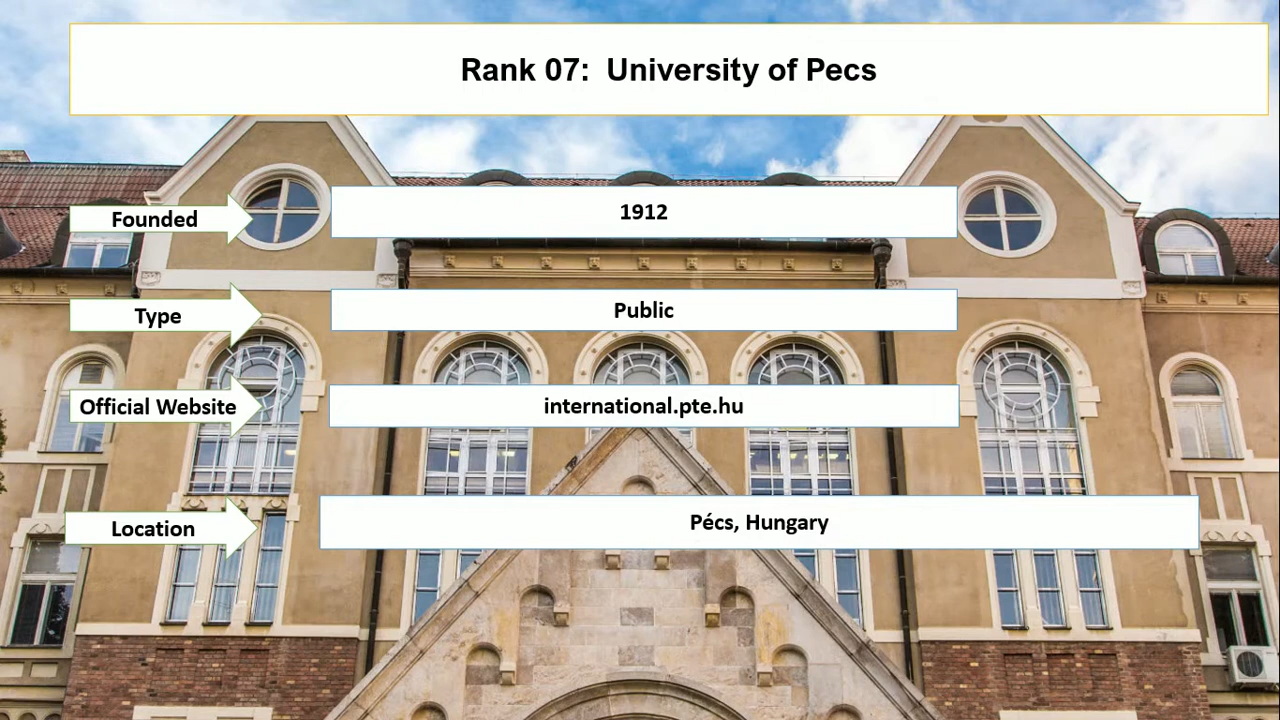 Rank 07:  University of Pecs
Founded
1912
Type
Public
Official Website
international.pte.hu
Location
Pécs, Hungary